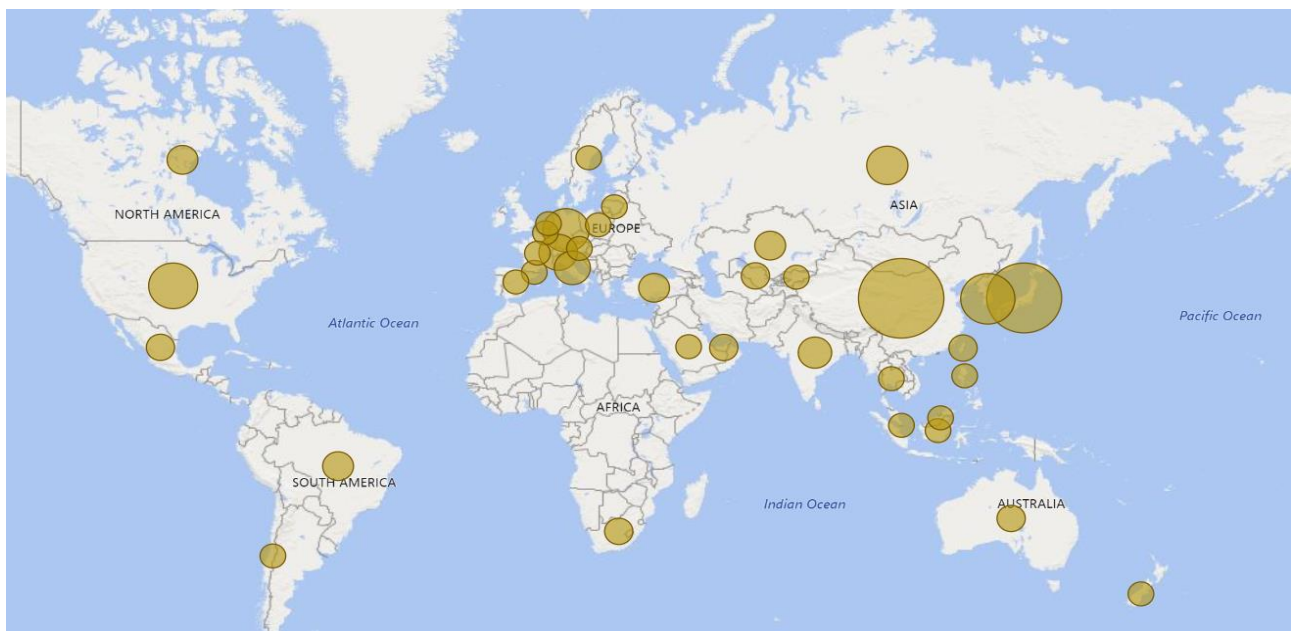 ASIA
NORTH AMERICA
EUROPE
Pacific Ocean
Atlantic Ocean
AFRICA
SOUTH AMERICA
Indian Ocean
AUSTRALIA